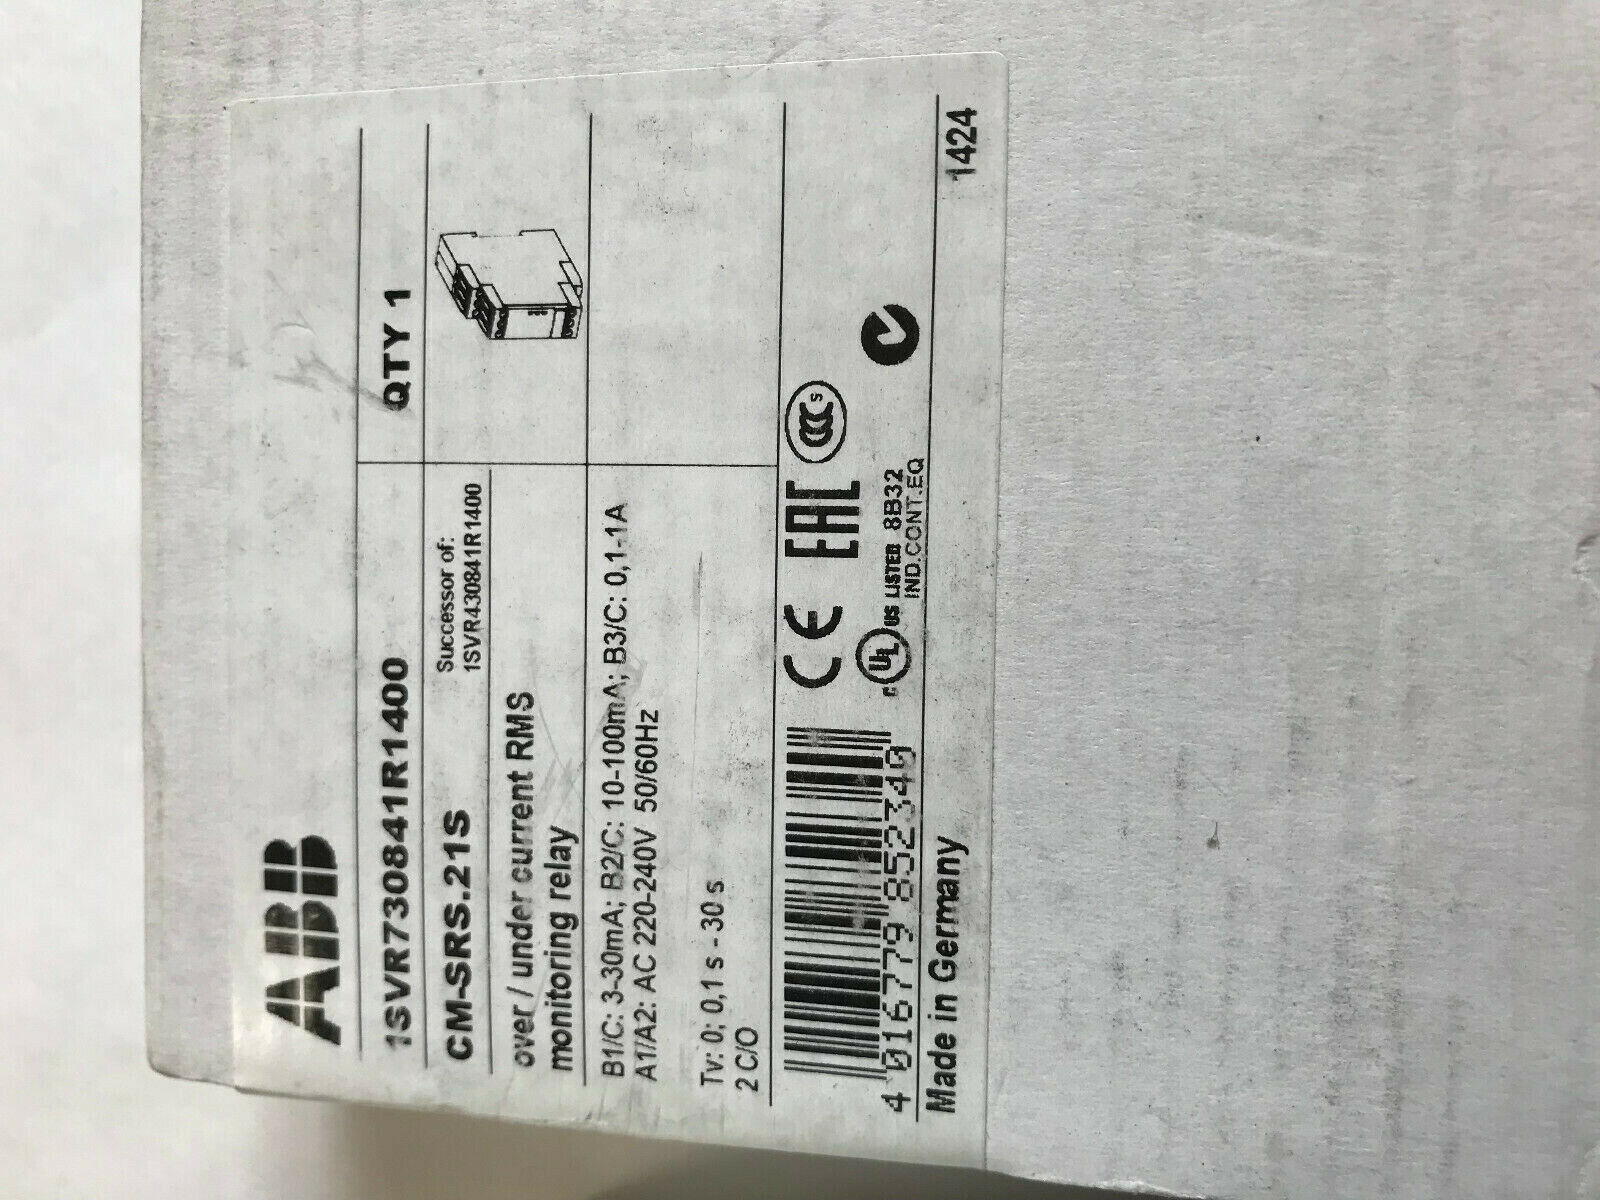 ABB
1SVR730841R1400 QTY 1
CM-SRS.21S
Successor of:
1SVR430841R1400
over / under current RMS
monitoring relay
B1/C: 3-30mA; B2/C: 10-100mA; B3/C: 0,1-1A
A1/A2: AC 220-240V 50/60Hz
Tv: 0; 0,1 s - 30 s
2 C/O
CE EAC CCC S
C UL US LISTED 8B32
IND.CONT.EQ
4 016779 852340
Made in Germany 1424